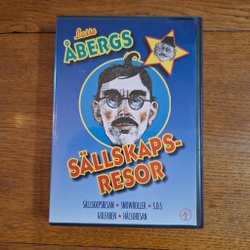 Lasse
ÅBERGS
SÄLLSKAPS-
RESOR
SÄLLSKAPSRESAN ★ SNOWROLLER ★ S.O.S
GOLFAREN ★ HÄLSORESAN